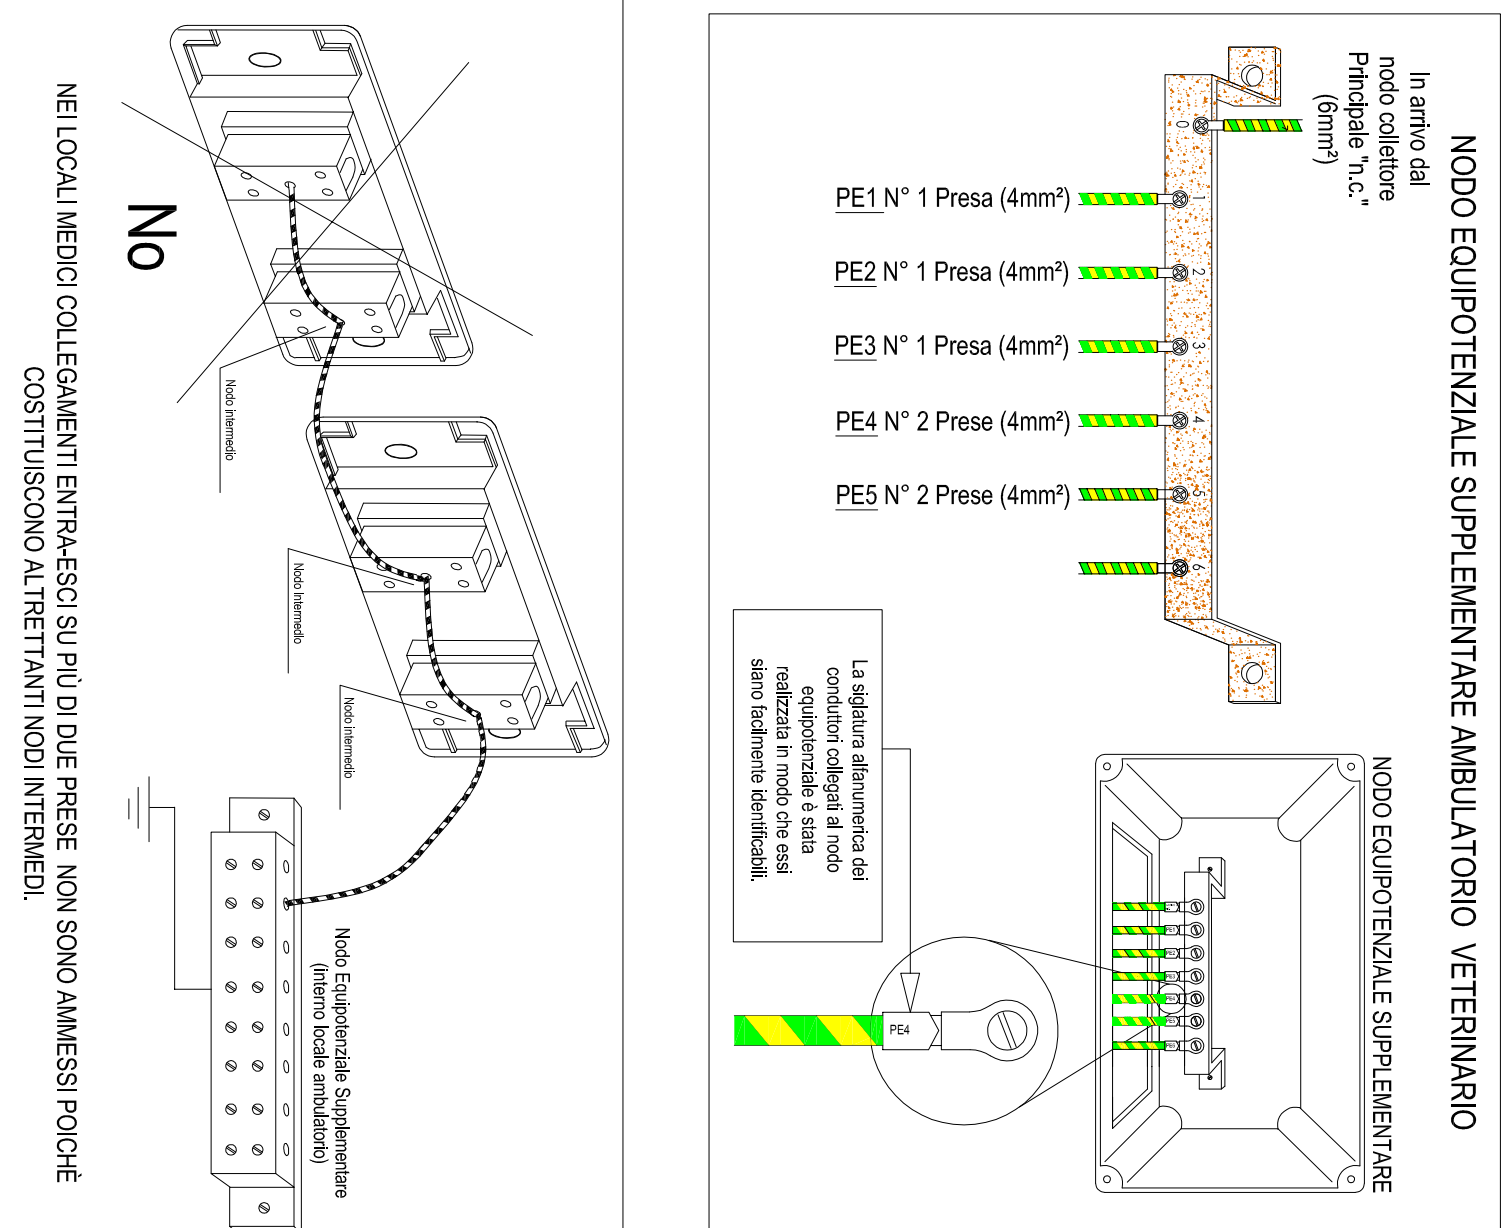 NODO EQUIPOTENZIALE SUPPLEMENTARE AMBULATORIO VETERINARIO
In arrivo dal
nodo collettore
Principale "n.c."
(6mm²)
0
1
2
3
4
5
6
PE1 N° 1 Presa (4mm²)
PE2 N° 1 Presa (4mm²)
PE3 N° 1 Presa (4mm²)
PE4 N° 2 Prese (4mm²)
PE5 N° 2 Prese (4mm²)
NODO EQUIPOTENZIALE SUPPLEMENTARE
PE1
PE2
PE3
PE4
PE5
PE6
La siglatura alfanumerica dei
conduttori collegati al nodo
equipotenziale è stata
realizzata in modo che essi
siano facilmente identificabili.
PE4
Nodo intermedio
Nodo Intermedio
Nodo intermedio
Nodo Equipotenziale Supplementare
(interno locale ambulatorio)
No
NEI LOCALI MEDICI COLLEGAMENTI ENTRA-ESCI SU PIÙ DI DUE PRESE NON SONO AMMESSI POICHÈ
COSTITUISCONO ALTRETTANTI NODI INTERMEDI.